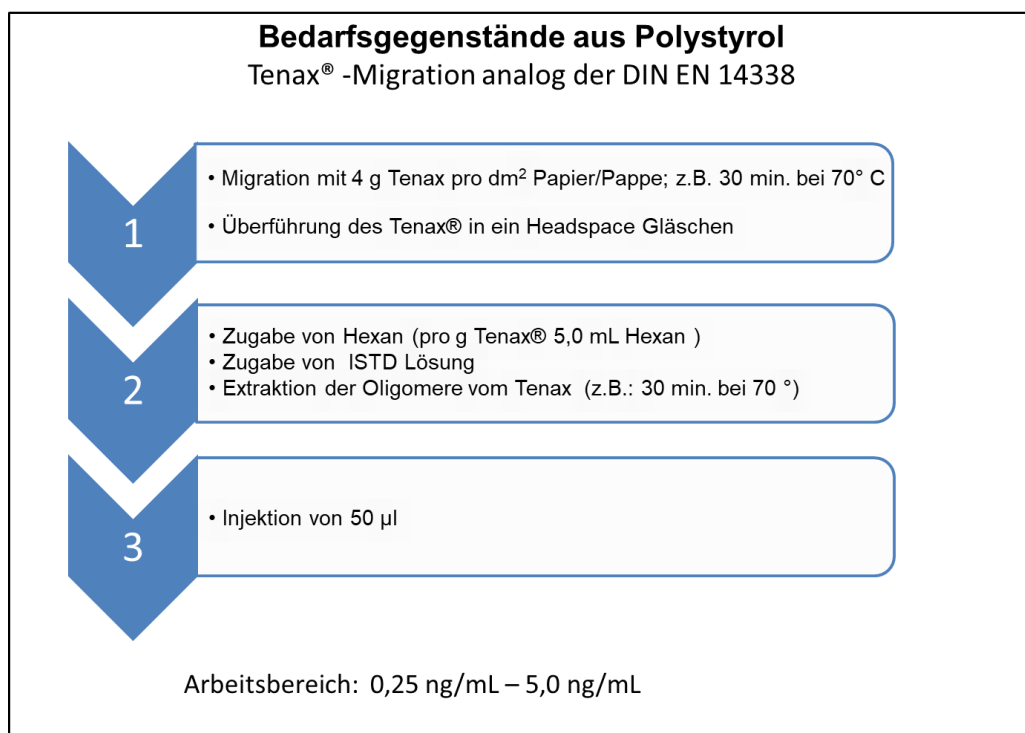 Bedarfsgegenstände aus Polystyrol
Tenax® -Migration analog der DIN EN 14338
1
• Migration mit 4 g Tenax pro dm² Papier/Pappe; z.B. 30 min. bei 70° C
• Überführung des Tenax® in ein Headspace Gläschen
2
• Zugabe von Hexan (pro g Tenax® 5,0 mL Hexan )
• Zugabe von ISTD Lösung
• Extraktion der Oligomere vom Tenax (z.B.: 30 min. bei 70 °)
3
• Injektion von 50 µl
Arbeitsbereich: 0,25 ng/mL – 5,0 ng/mL